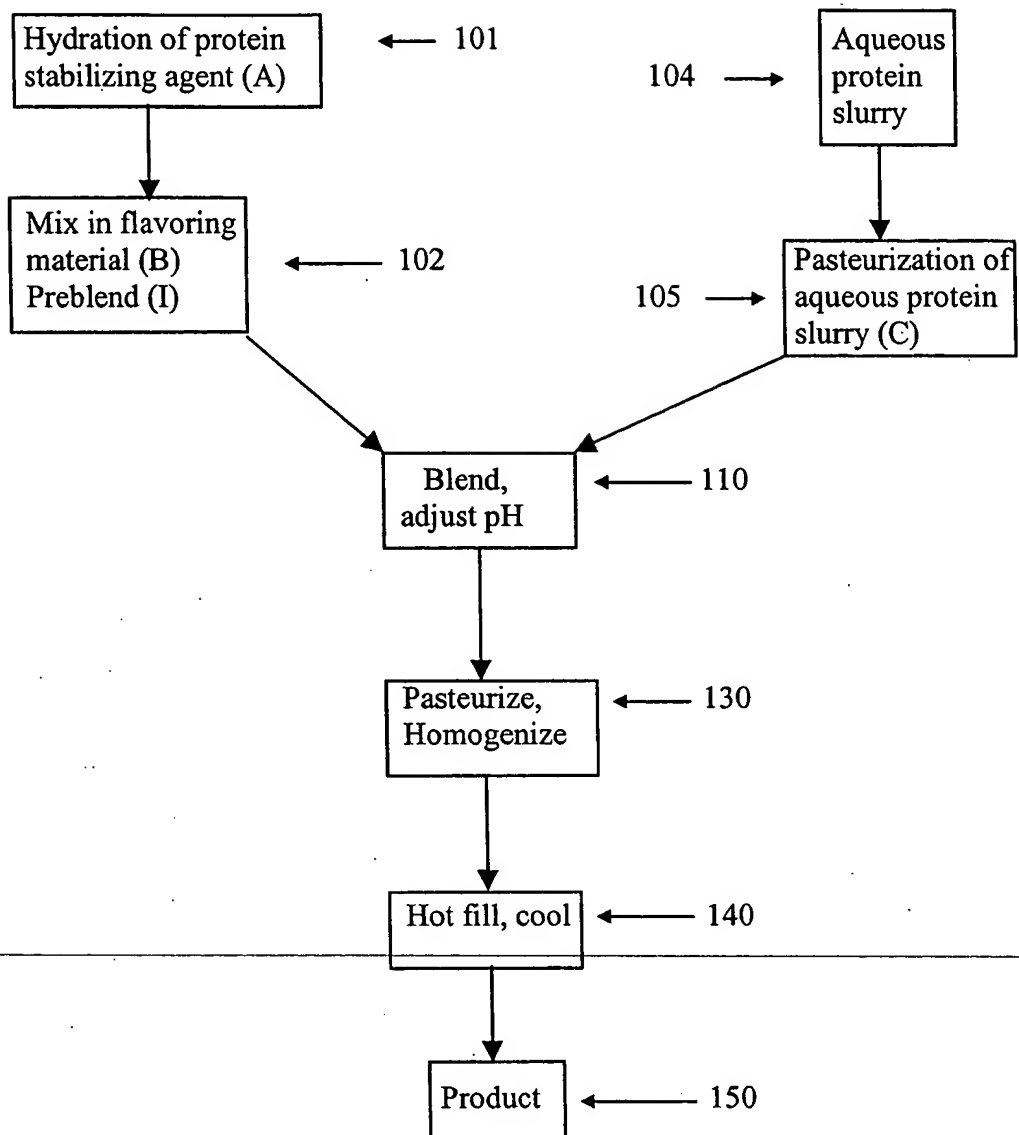 Hydration of protein
stabilizing agent (A)
101
Aqueous
protein
slurry
104
Mix in flavoring
material (B)
Preblend (I)
102
Pasteurization of
aqueous protein
slurry (C)
105
Blend,
adjust pH
110
Pasteurize,
Homogenize
130
Hot fill, cool
140
Product
150